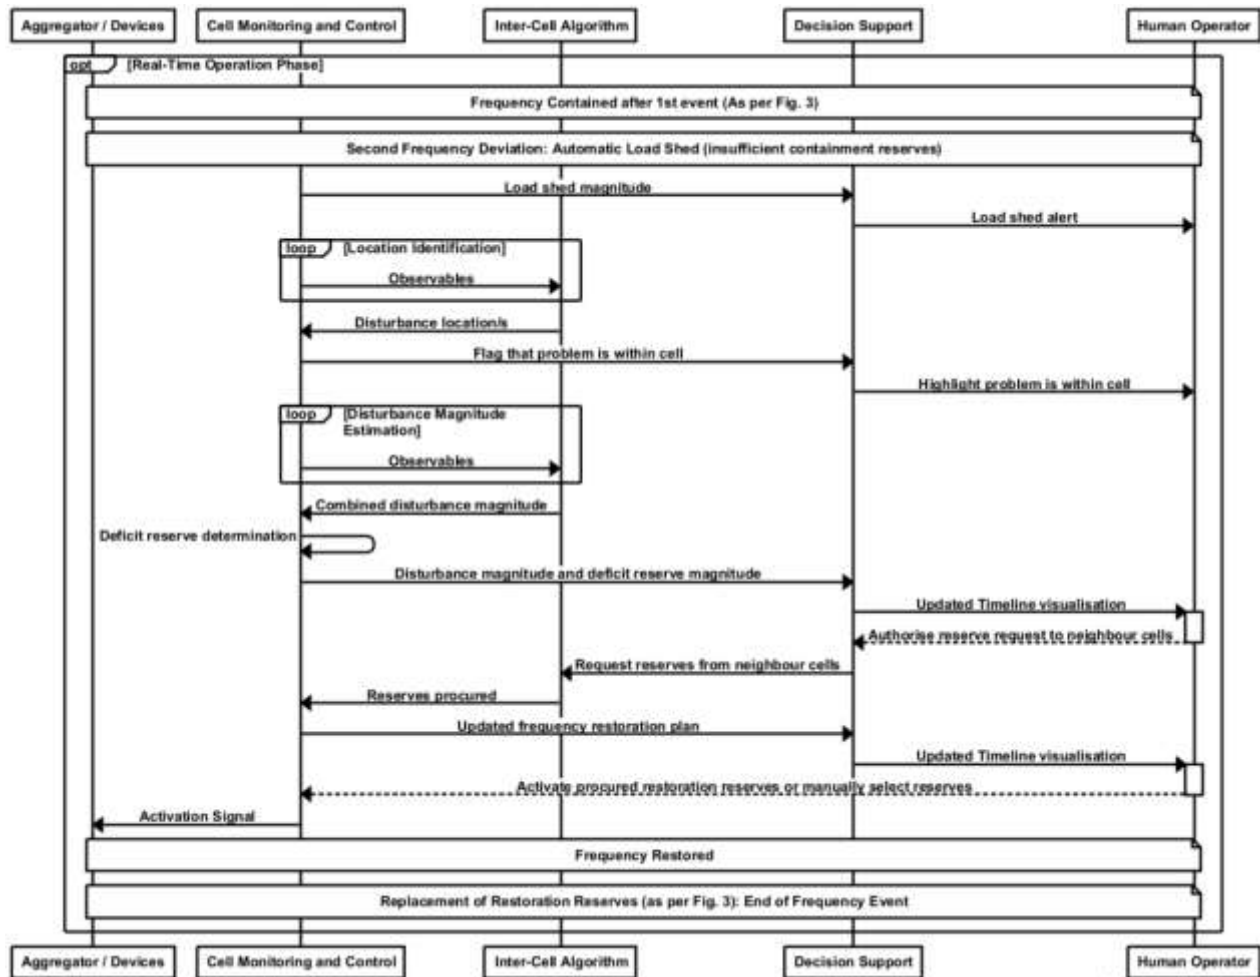 Aggregator / Devices
Cell Monitoring and Control
Inter-Cell Algorithm
Decision Support
Human Operator
opt
[Real-Time Operation Phase]
Frequency Contained after 1st event (As per Fig. 3)
Second Frequency Deviation: Automatic Load Shed (insufficient containment reserves)
Load shed magnitude
Load shed alert
loop
[Location Identification]
Observables
Disturbance location/s
Flag that problem is within cell
Highlight problem is within cell
loop
[Disturbance Magnitude
Estimation]
Observables
Combined disturbance magnitude
Deficit reserve determination
Disturbance magnitude and deficit reserve magnitude
Updated Timeline visualisation
Authorise reserve request to neighbour cells
Request reserves from neighbour cells
Reserves procured
Updated frequency restoration plan
Updated Timeline visualisation
Activate procured restoration reserves or manually select reserves
Activation Signal
Frequency Restored
Replacement of Restoration Reserves (as per Fig. 3): End of Frequency Event
Aggregator / Devices
Cell Monitoring and Control
Inter-Cell Algorithm
Decision Support
Human Operator